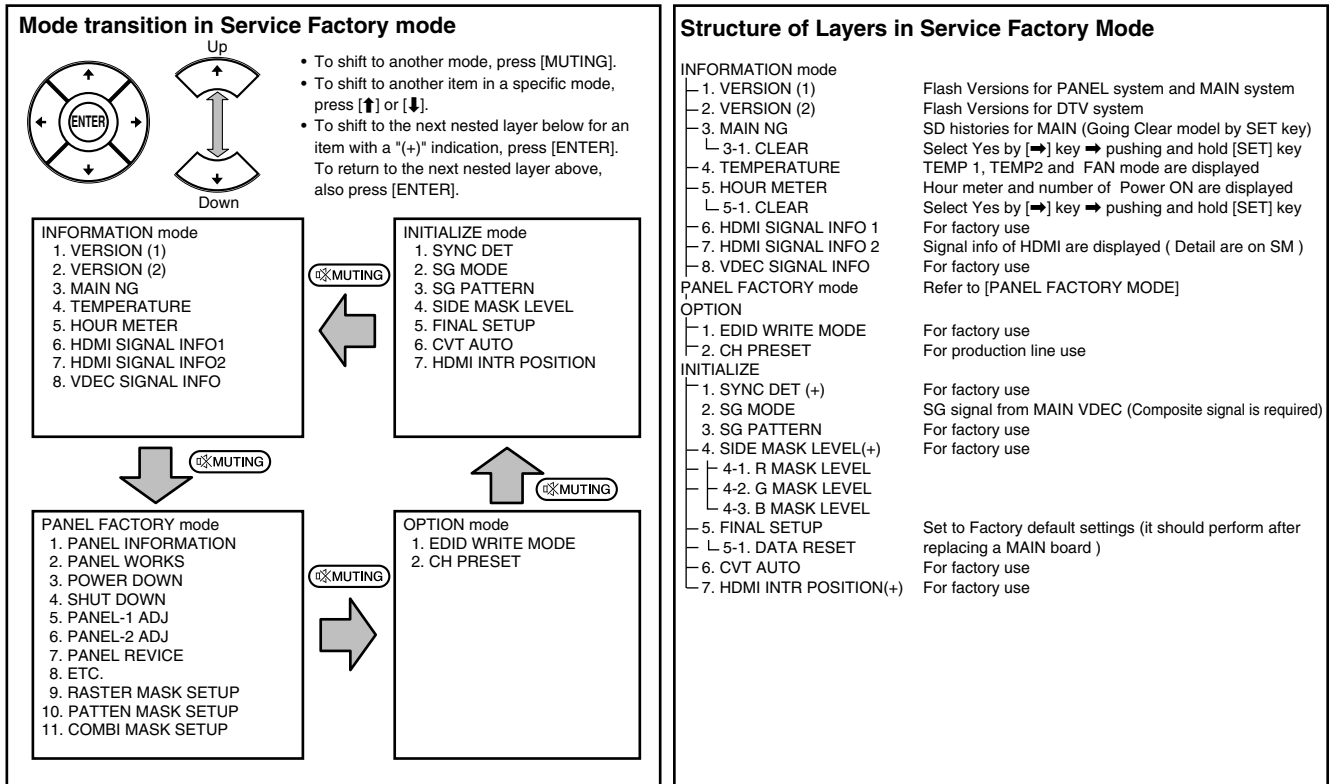 Mode transition in Service Factory mode
Up
ENTER
Down
• To shift to another mode, press [MUTING].
• To shift to another item in a specific mode,
press [⬆] or [⬇].
• To shift to the next nested layer below for an
item with a "(+)" indication, press [ENTER].
To return to the next nested layer above,
also press [ENTER].
INFORMATION mode
1. VERSION (1)
2. VERSION (2)
3. MAIN NG
4. TEMPERATURE
5. HOUR METER
6. HDMI SIGNAL INFO1
7. HDMI SIGNAL INFO2
8. VDEC SIGNAL INFO
MUTING
INITIALIZE mode
1. SYNC DET
2. SG MODE
3. SG PATTERN
4. SIDE MASK LEVEL
5. FINAL SETUP
6. CVT AUTO
7. HDMI INTR POSITION
MUTING
MUTING
PANEL FACTORY mode
1. PANEL INFORMATION
2. PANEL WORKS
3. POWER DOWN
4. SHUT DOWN
5. PANEL-1 ADJ
6. PANEL-2 ADJ
7. PANEL REVICE
8. ETC.
9. RASTER MASK SETUP
10. PATTEN MASK SETUP
11. COMBI MASK SETUP
MUTING
OPTION mode
1. EDID WRITE MODE
2. CH PRESET
Structure of Layers in Service Factory Mode
INFORMATION mode
1. VERSION (1) Flash Versions for PANEL system and MAIN system
2. VERSION (2) Flash Versions for DTV system
3. MAIN NG SD histories for MAIN (Going Clear model by SET key)
3-1. CLEAR Select Yes by [➡] key ➡ pushing and hold [SET] key
4. TEMPERATURE TEMP 1, TEMP2 and FAN mode are displayed
5. HOUR METER Hour meter and number of Power ON are displayed
5-1. CLEAR Select Yes by [➡] key ➡ pushing and hold [SET] key
6. HDMI SIGNAL INFO 1 For factory use
7. HDMI SIGNAL INFO 2 Signal info of HDMI are displayed ( Detail are on SM )
8. VDEC SIGNAL INFO For factory use
PANEL FACTORY mode Refer to [PANEL FACTORY MODE]
OPTION
1. EDID WRITE MODE For factory use
2. CH PRESET For production line use
INITIALIZE
1. SYNC DET (+) For factory use
2. SG MODE SG signal from MAIN VDEC (Composite signal is required)
3. SG PATTERN For factory use
4. SIDE MASK LEVEL(+) For factory use
4-1. R MASK LEVEL
4-2. G MASK LEVEL
4-3. B MASK LEVEL
5. FINAL SETUP Set to Factory default settings (it should perform after
5-1. DATA RESET replacing a MAIN board )
6. CVT AUTO For factory use
7. HDMI INTR POSITION(+) For factory use